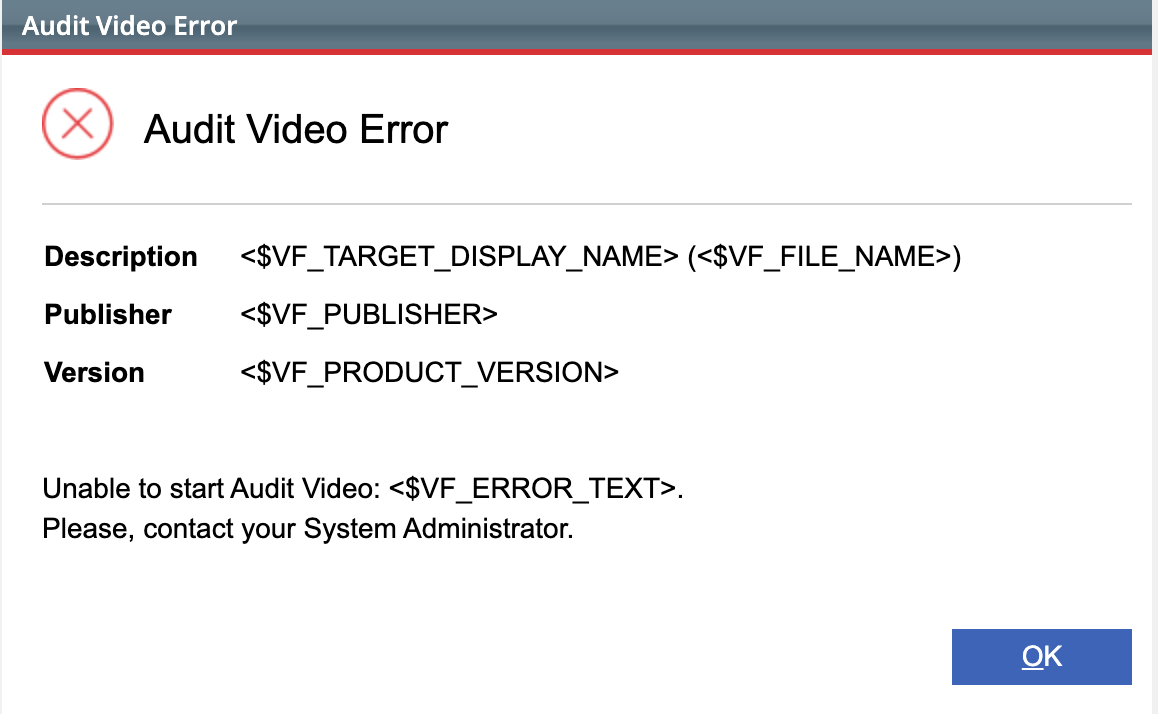 Audit Video Error
Audit Video Error
Description <$VF_TARGET_DISPLAY_NAME> (<$VF_FILE_NAME>)
Publisher <$VF_PUBLISHER>
Version <$VF_PRODUCT_VERSION>
Unable to start Audit Video: <$VF_ERROR_TEXT>.
Please, contact your System Administrator.
OK